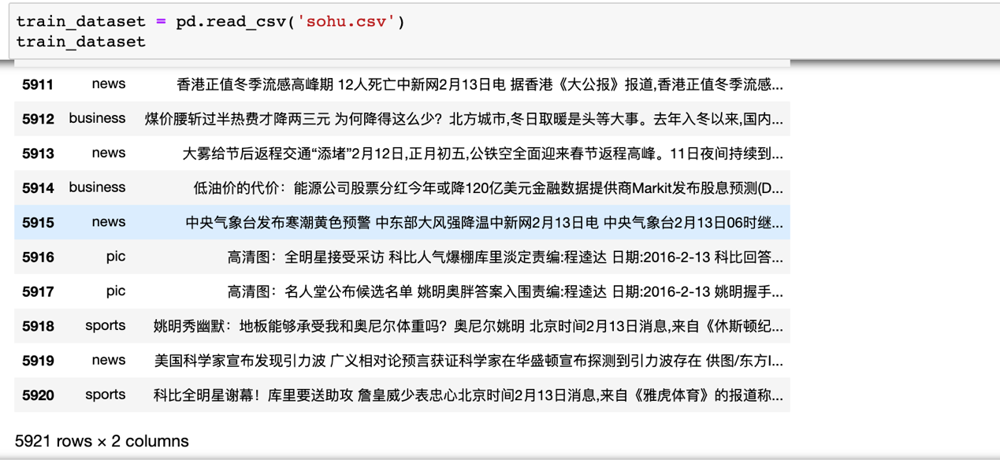 train_dataset = pd.read_csv('sohu.csv')
train_dataset
5911 news 香港正值冬季流感高峰期 12人死亡中新网2月13日电 据香港《大公报》报道,香港正值冬季流感...
5912 business 煤价腰斩过半热费才降两三元 为何降得这么少？北方城市,冬日取暖是头等大事。去年入冬以来,国内...
5913 news 大雾给节后返程交通“添堵”2月12日,正月初五,公铁空全面迎来春节返程高峰。11日夜间持续到...
5914 business 低油价的代价：能源公司股票分红今年或降120亿美元金融数据提供商Markit发布股息预测(D...
5915 news 中央气象台发布寒潮黄色预警 中东部大风强降温中新网2月13日电 中央气象台2月13日06时继...
5916 pic 高清图：全明星接受采访 科比人气爆棚库里淡定责编:程逵达 日期:2016-2-13 科比回答...
5917 pic 高清图：名人堂公布候选名单 姚明奥胖答案入围责编:程逵达 日期:2016-2-13 姚明握手...
5918 sports 姚明秀幽默：地板能够承受我和奥尼尔体重吗？奥尼尔姚明 北京时间2月13日消息,来自《休斯顿纪...
5919 news 美国科学家宣布发现引力波 广义相对论预言获证科学家在华盛顿宣布探测到引力波存在 供图/东方I...
5920 sports 科比全明星谢幕！库里要送助攻 詹皇威少表忠心北京时间2月13日消息,来自《雅虎体育》的报道称...
5921 rows × 2 columns